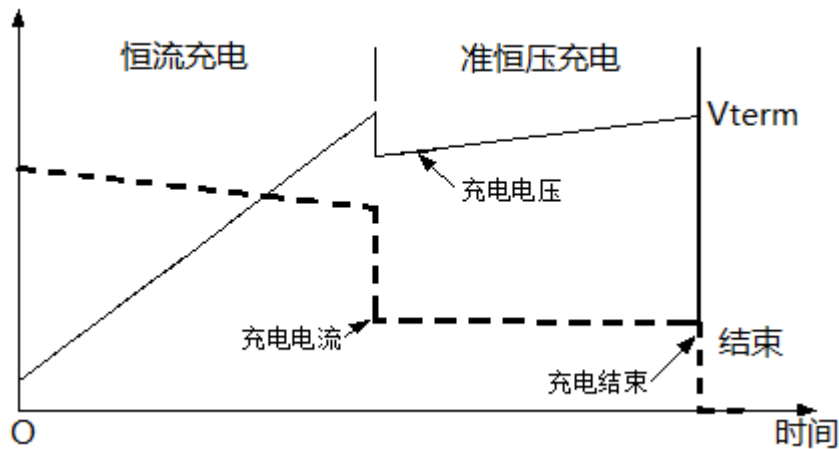 恒流充电
准恒压充电
Vterm
充电电压
充电电流
结束
充电结束
O
时间